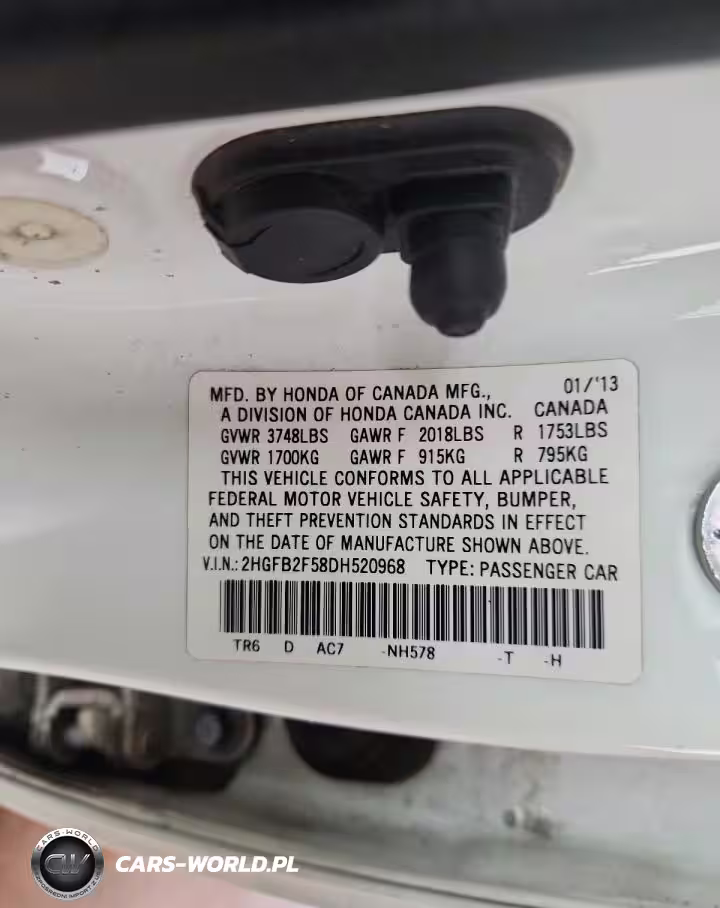 MFD. BY HONDA OF CANADA MFG., 01/'13
A DIVISION OF HONDA CANADA INC. CANADA
GVWR 3748LBS GAWR F 2018LBS R 1753LBS
GVWR 1700KG GAWR F 915KG R 795KG
THIS VEHICLE CONFORMS TO ALL APPLICABLE
FEDERAL MOTOR VEHICLE SAFETY, BUMPER,
AND THEFT PREVENTION STANDARDS IN EFFECT
ON THE DATE OF MANUFACTURE SHOWN ABOVE.
V.I.N.: 2HGFB2F58DH520968 TYPE: PASSENGER CAR
TR6 D AC7 -NH578 -T -H
CARS-WORLD
CW
CARS-WORLD.PL